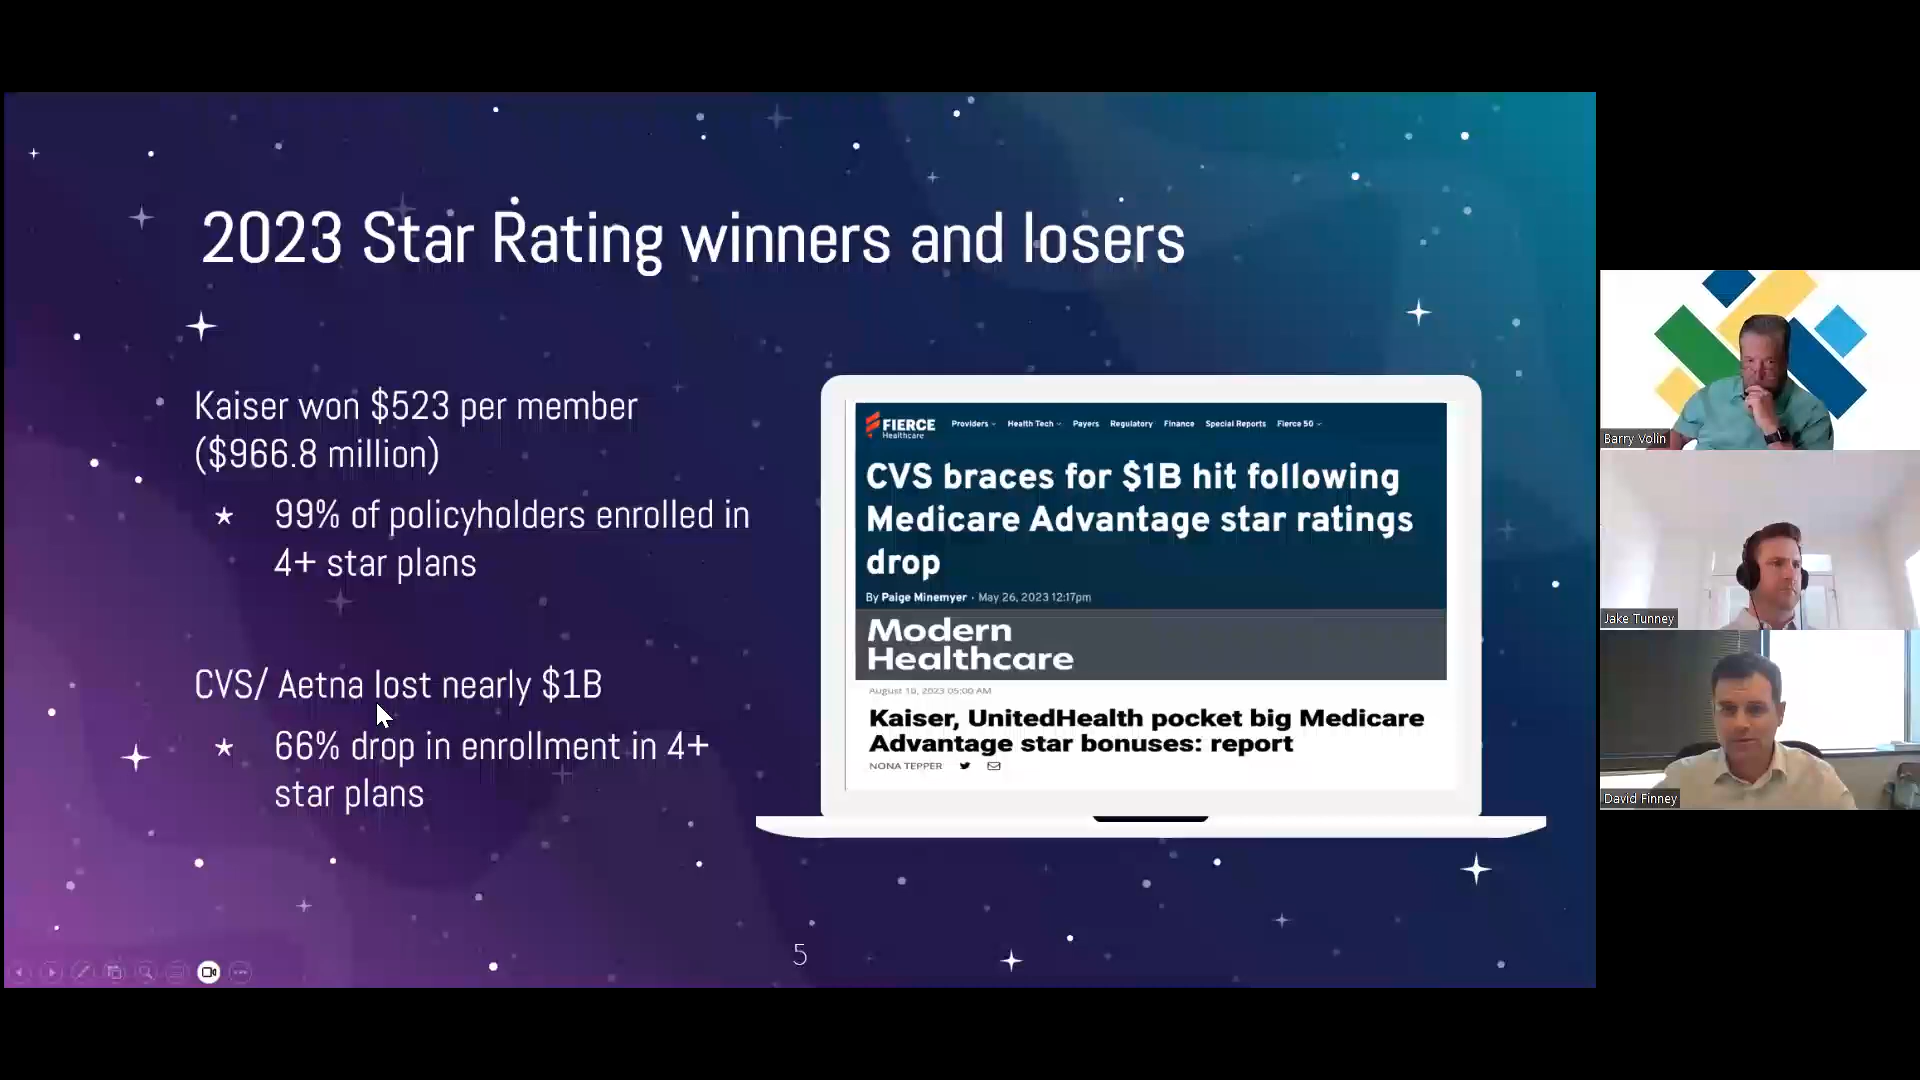 2023 Star Rating winners and losers
Kaiser won $523 per member
($966.8 million)
99% of policyholders enrolled in
4+ star plans
CVS/ Aetna lost nearly $1B
66% drop in enrollment in 4+
star plans
FIERCE
Healthcare
Providers Health Tech Payers Regulatory Finance Special Reports Fierce 50
CVS braces for $1B hit following
Medicare Advantage star ratings
drop
By Paige Minemyer · May 26, 2023 12:17pm
Modern
Healthcare
August 15, 2023 05:00 AM
Kaiser, UnitedHealth pocket big Medicare
Advantage star bonuses: report
NONA TEPPER
5
Barry Volin
Jake Tunney
David Finney